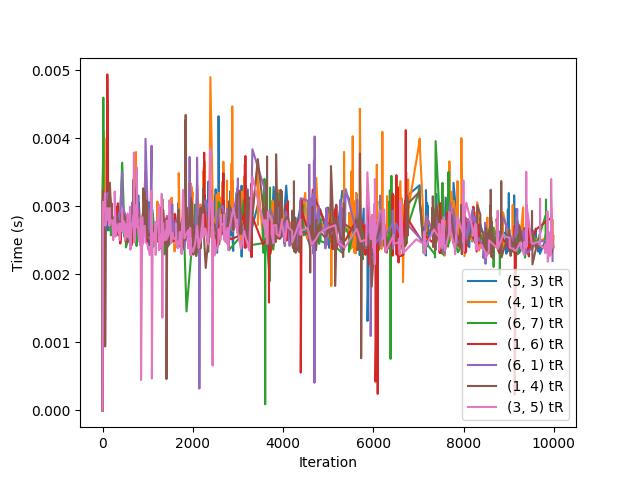 0.005
0.004
0.003
0.002
0.001
0.000
Time (s)
0
2000
4000
6000
8000
10000
Iteration
(5, 3) tR
(4, 1) tR
(6, 7) tR
(1, 6) tR
(6, 1) tR
(1, 4) tR
(3, 5) tR